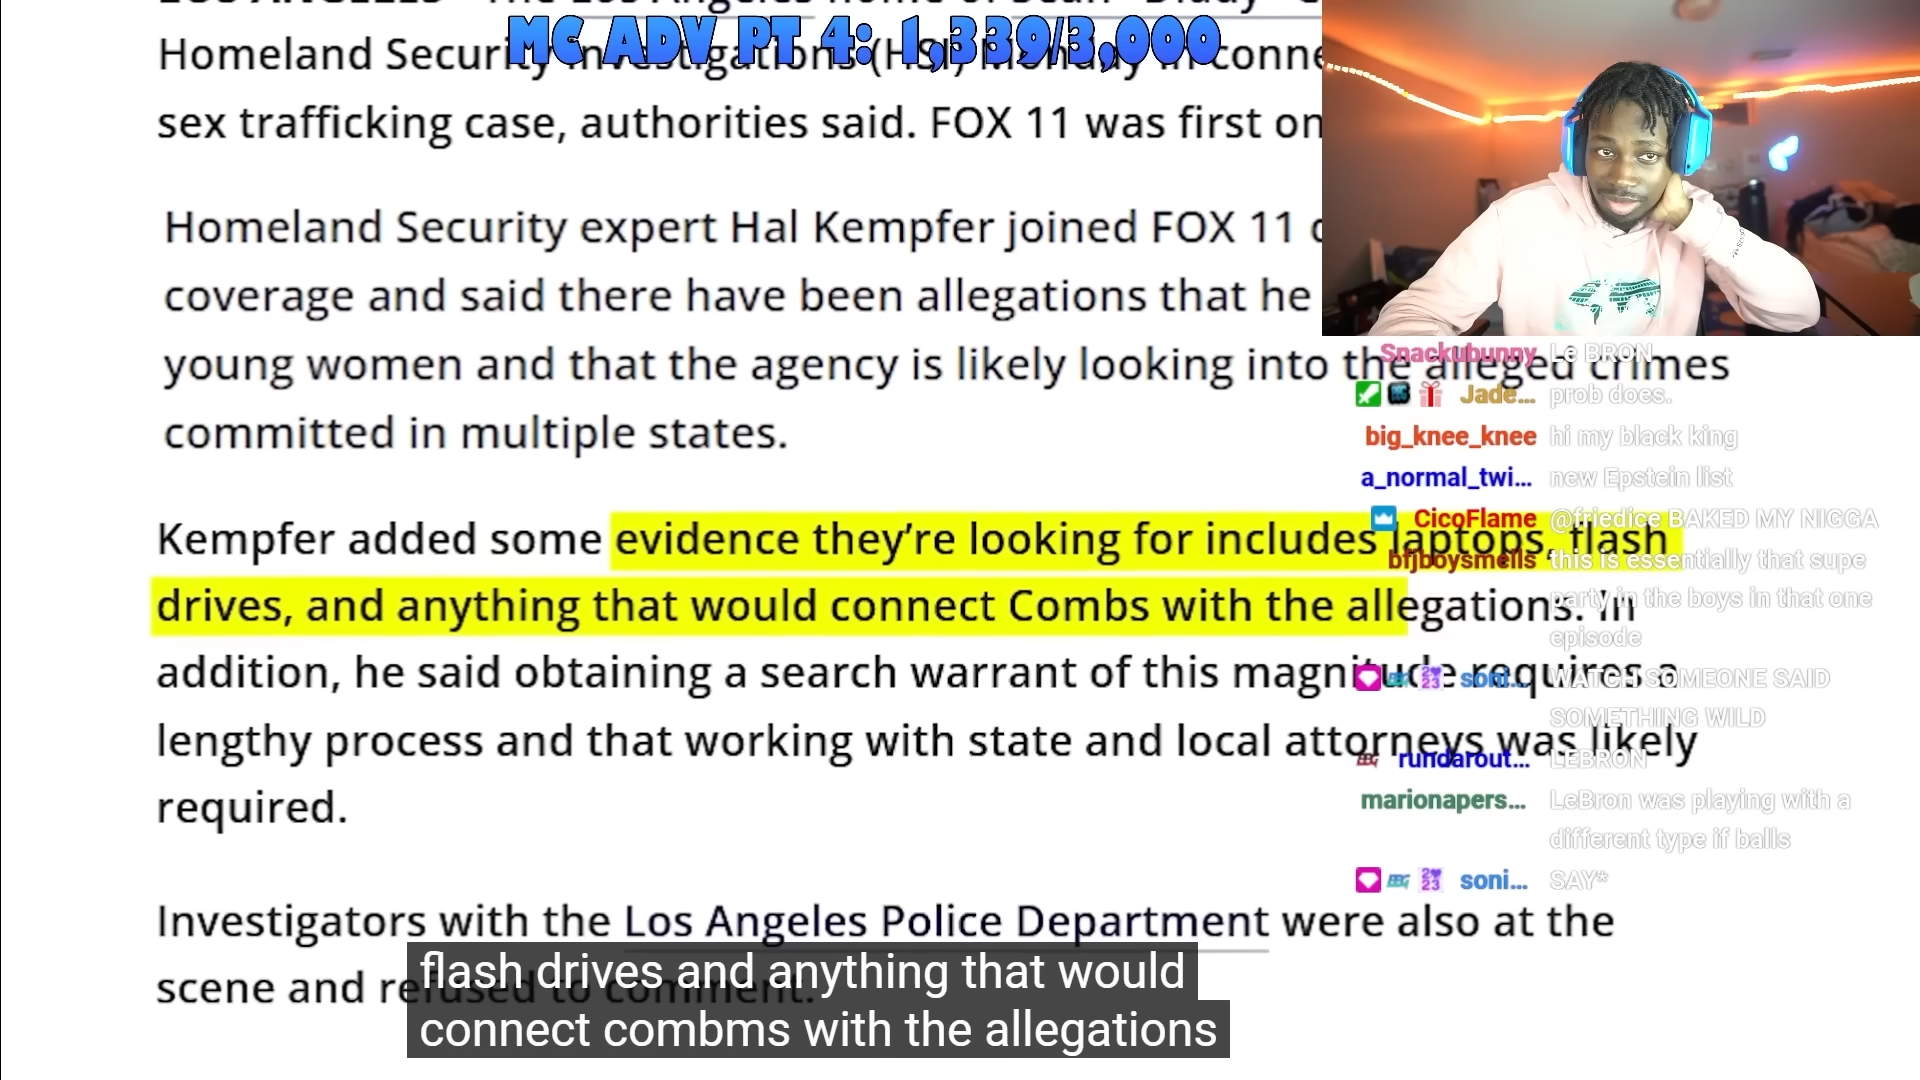 MC ADV PT 4: 1,339/3,000
Homeland Security Investigations (HSI) Monday in conne
sex trafficking case, authorities said. FOX 11 was first on
Homeland Security expert Hal Kempfer joined FOX 11
coverage and said there have been allegations that he
young women and that the agency is likely looking into the alleged crimes
committed in multiple states.
Kempfer added some evidence they’re looking for includes laptops, flash
drives, and anything that would connect Combs with the allegations. In
addition, he said obtaining a search warrant of this magnitude requires a
lengthy process and that working with state and local attorneys was likely
required.
Investigators with the Los Angeles Police Department were also at the
scene and refused to comment.
Snackubunny Le BRON
Jade... prob does.
big_knee_knee hi my black king
a_normal_twi... new Epstein list
CicoFlame @friedice BAKED MY NIGGA
bfjboysmells this is essentially that supe
party in the boys in that one
episode
soni... WATCH SOMEONE SAID
SOMETHING WILD
rundarout... LEBRON
marionapers... LeBron was playing with a
different type if balls
soni... SAY*
flash drives and anything that would
connect combms with the allegations